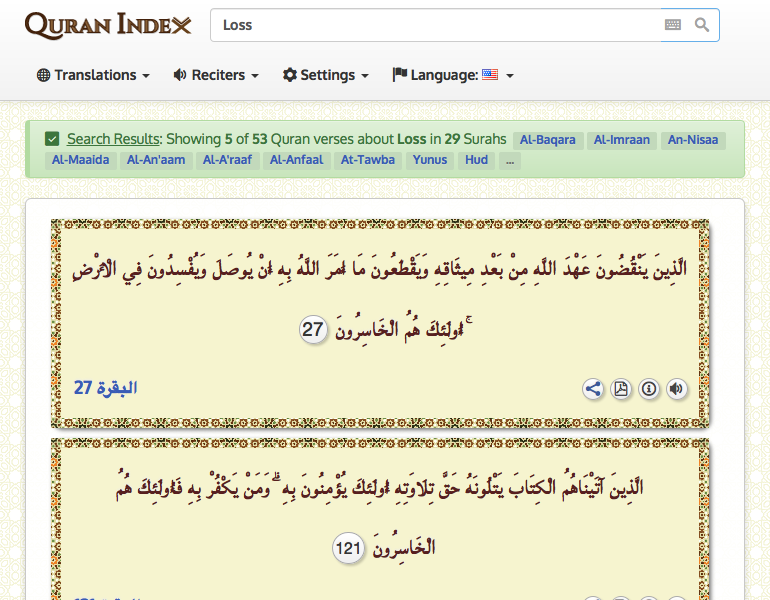 QURAN INDEX
Loss
Translations
Reciters
Settings
Language:
Search Results: Showing 5 of 53 Quran verses about Loss in 29 Surahs Al-Baqara Al-Imraan An-Nisaa
Al-Maaida Al-An'aam Al-A'raaf Al-Anfaal At-Tawba Yunus Hud ...
الَّذِينَ يَنْقُضُونَ عَهْدَ اللَّهِ مِنْ بَعْدِ مِيثَاقِهِ وَيَقْطَعُونَ مَا أَمَرَ اللَّهُ بِهِ أَنْ يُوصَلَ وَيُفْسِدُونَ فِي الْأَرْضِ
ۚ أُولَئِكَ هُمُ الْخَاسِرُونَ 27
البقرة 27
الَّذِينَ آتَيْنَاهُمُ الْكِتَابَ يَتْلُونَهُ حَقَّ تِلَاوَتِهِ أُولَئِكَ يُؤْمِنُونَ بِهِ ۗ وَمَنْ يَكْفُرْ بِهِ فَأُولَئِكَ هُمُ
الْخَاسِرُونَ 121